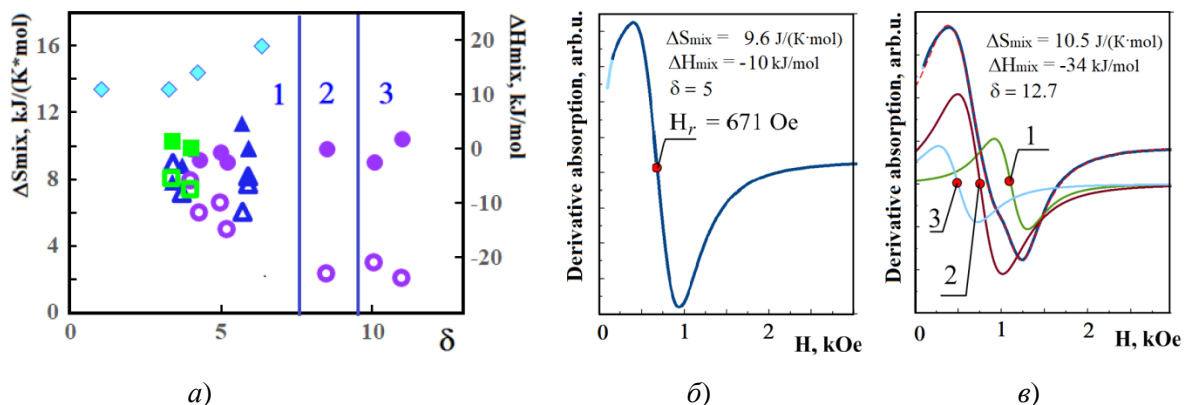 ΔSmix, kJ/(K*mol)
16
12
8
4
0
0
5
10
δ
1
2
3
20
10
0
-10
-20
ΔHmix, kJ/mol
а)
Derivative absorption, arb.u.
ΔSmix = 9.6 J/(K·mol)
ΔHmix = -10 kJ/mol
δ = 5
Hr = 671 Oe
0
1
2
H, kOe
б)
Derivative absorption, arb.u.
ΔSmix = 10.5 J/(K·mol)
ΔHmix = -34 kJ/mol
δ = 12.7
1
3
2
0
1
2
H, kOe
в)